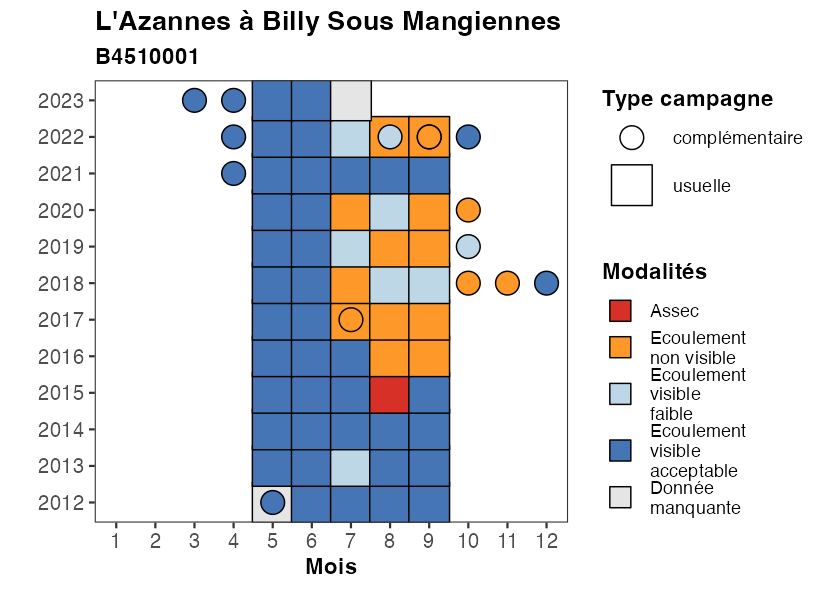 L'Azannes à Billy Sous Mangiennes
B4510001
2023
2022
2021
2020
2019
2018
2017
2016
2015
2014
2013
2012
1 2 3 4 5 6 7 8 9 10 11 12
Mois
Type campagne
complémentaire
usuelle
Modalités
Assec
Ecoulement
non visible
Ecoulement
visible
faible
Ecoulement
visible
acceptable
Donnée
manquante